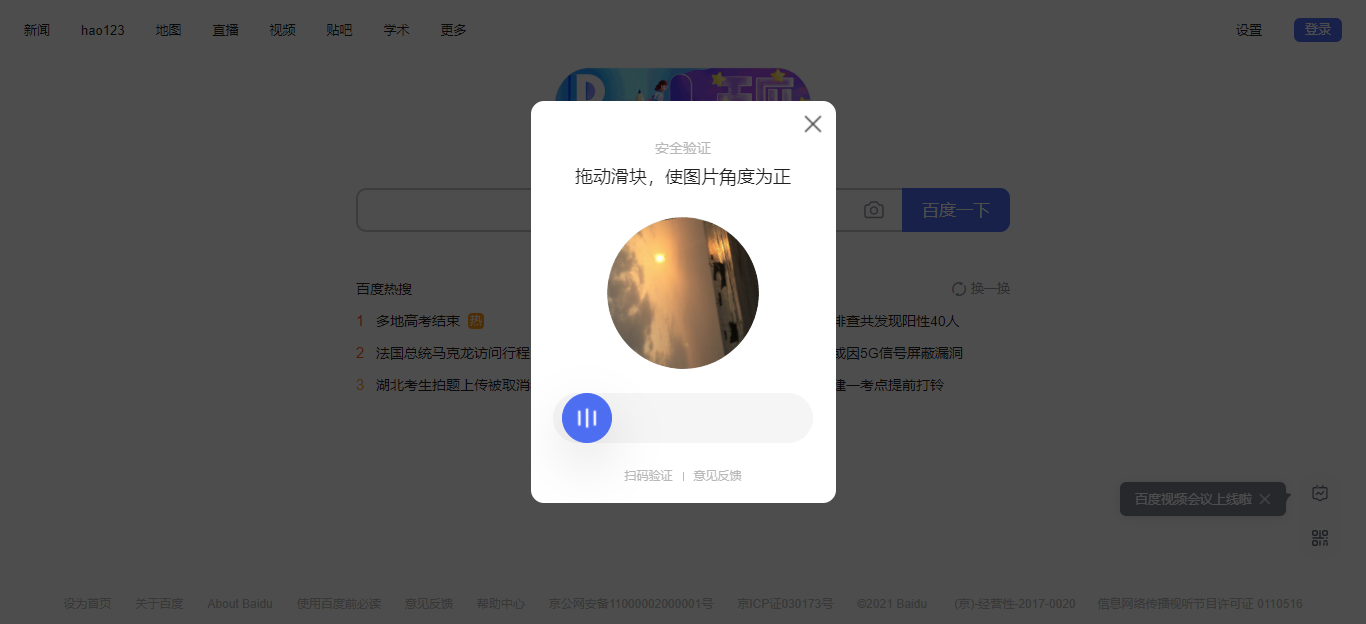 新闻 hao123 地图 直播 视频 贴吧 学术 更多 设置 登录
安全验证
拖动滑块，使图片角度为正
百度一下
百度热搜 换一换
1 多地高考结束 热
排查共发现阳性40人
2 法国总统马克龙访问行程
或因5G信号屏蔽漏洞
3 湖北考生拍题上传被取消
建一考点提前打铃
扫码验证 | 意见反馈
百度视频会议上线啦
设为首页 关于百度 About Baidu 使用百度前必读 意见反馈 帮助中心 京公网安备11000002000001号 京ICP证030173号 ©2021 Baidu (京)-经营性-2017-0020 信息网络传播视听节目许可证 0110516